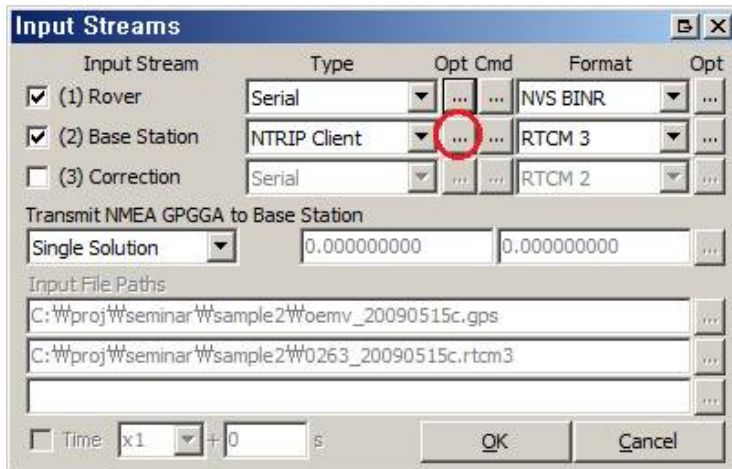 Input Streams
Input Stream Type Opt Cmd Format Opt
(1) Rover Serial ... ... NVS BINR ...
(2) Base Station NTRIP Client ... ... RTCM 3 ...
(3) Correction Serial ... ... RTCM 2 ...
Transmit NMEA GPGGA to Base Station
Single Solution 0.000000000 0.000000000 ...
Input File Paths
C:₩proj₩seminar₩sample2₩oemv_20090515c.gps ...
C:₩proj₩seminar₩sample2₩0263_20090515c.rtcm3 ...
...
Time x1 + 0 s OK Cancel